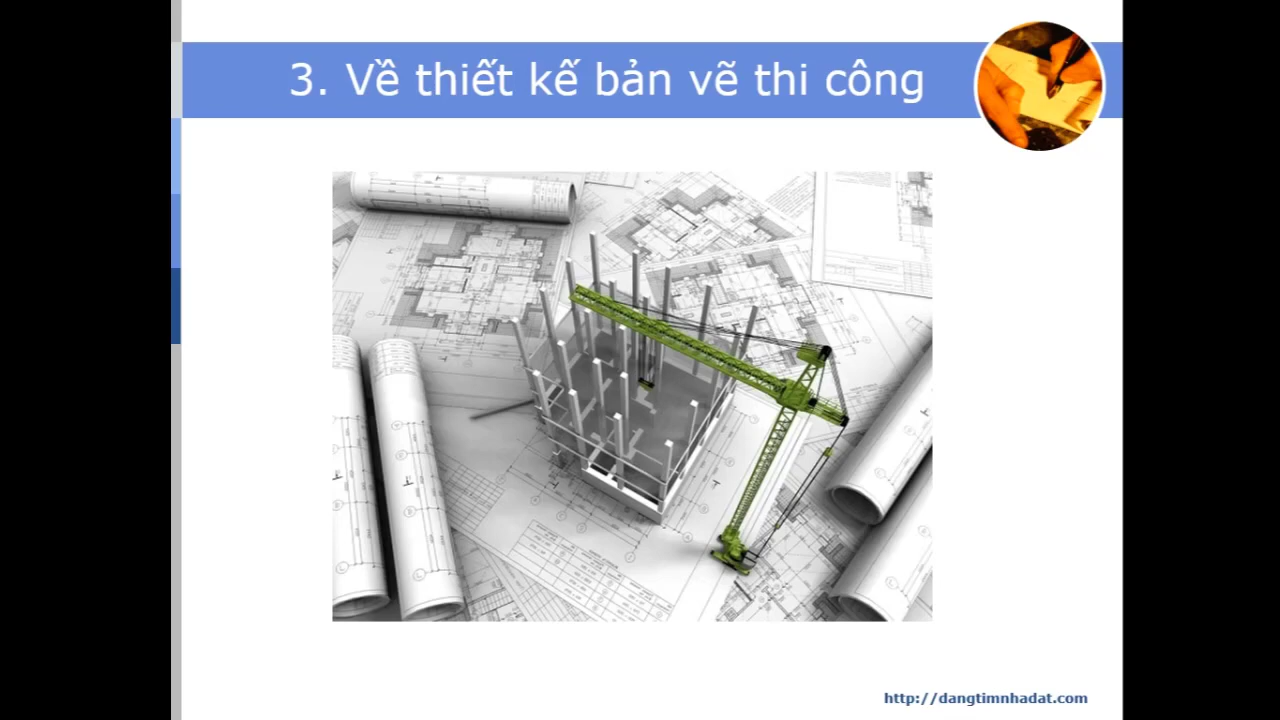 3. Về thiết kế bản vẽ thi công
http://dangtimnhadat.com